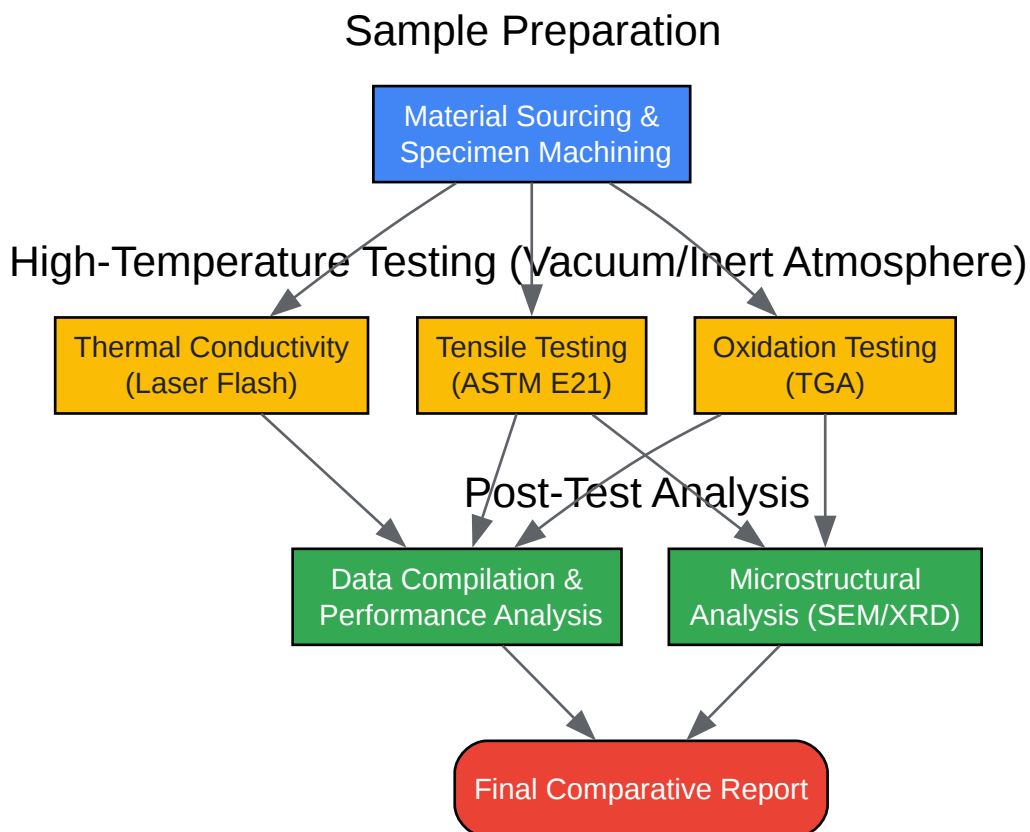 Sample Preparation
Material Sourcing &
Specimen Machining
High-Temperature Testing (Vacuum/Inert Atmosphere)
Thermal Conductivity
(Laser Flash)
Tensile Testing
(ASTM E21)
Oxidation Testing
(TGA)
Post-Test Analysis
Data Compilation &
Performance Analysis
Microstructural
Analysis (SEM/XRD)
Final Comparative Report